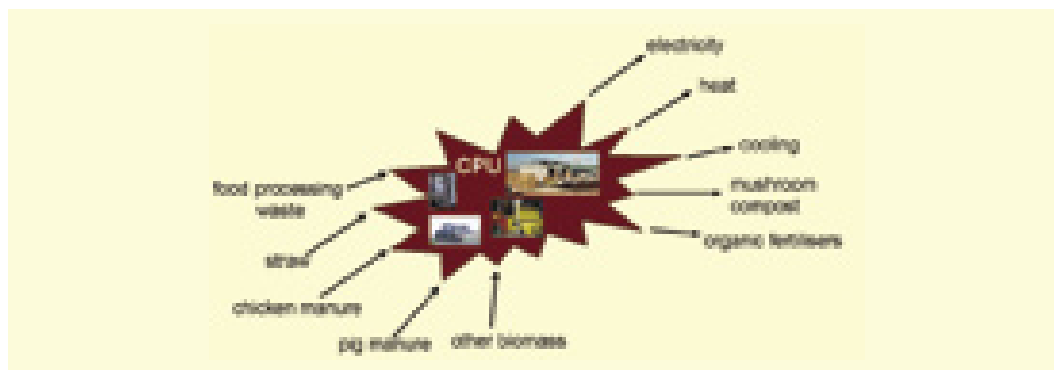 electricity
heat
cooling
CPU
food processing
waste
mushroom
compost
organic fertilisers
straw
chicken manure
pig manure
other biomass